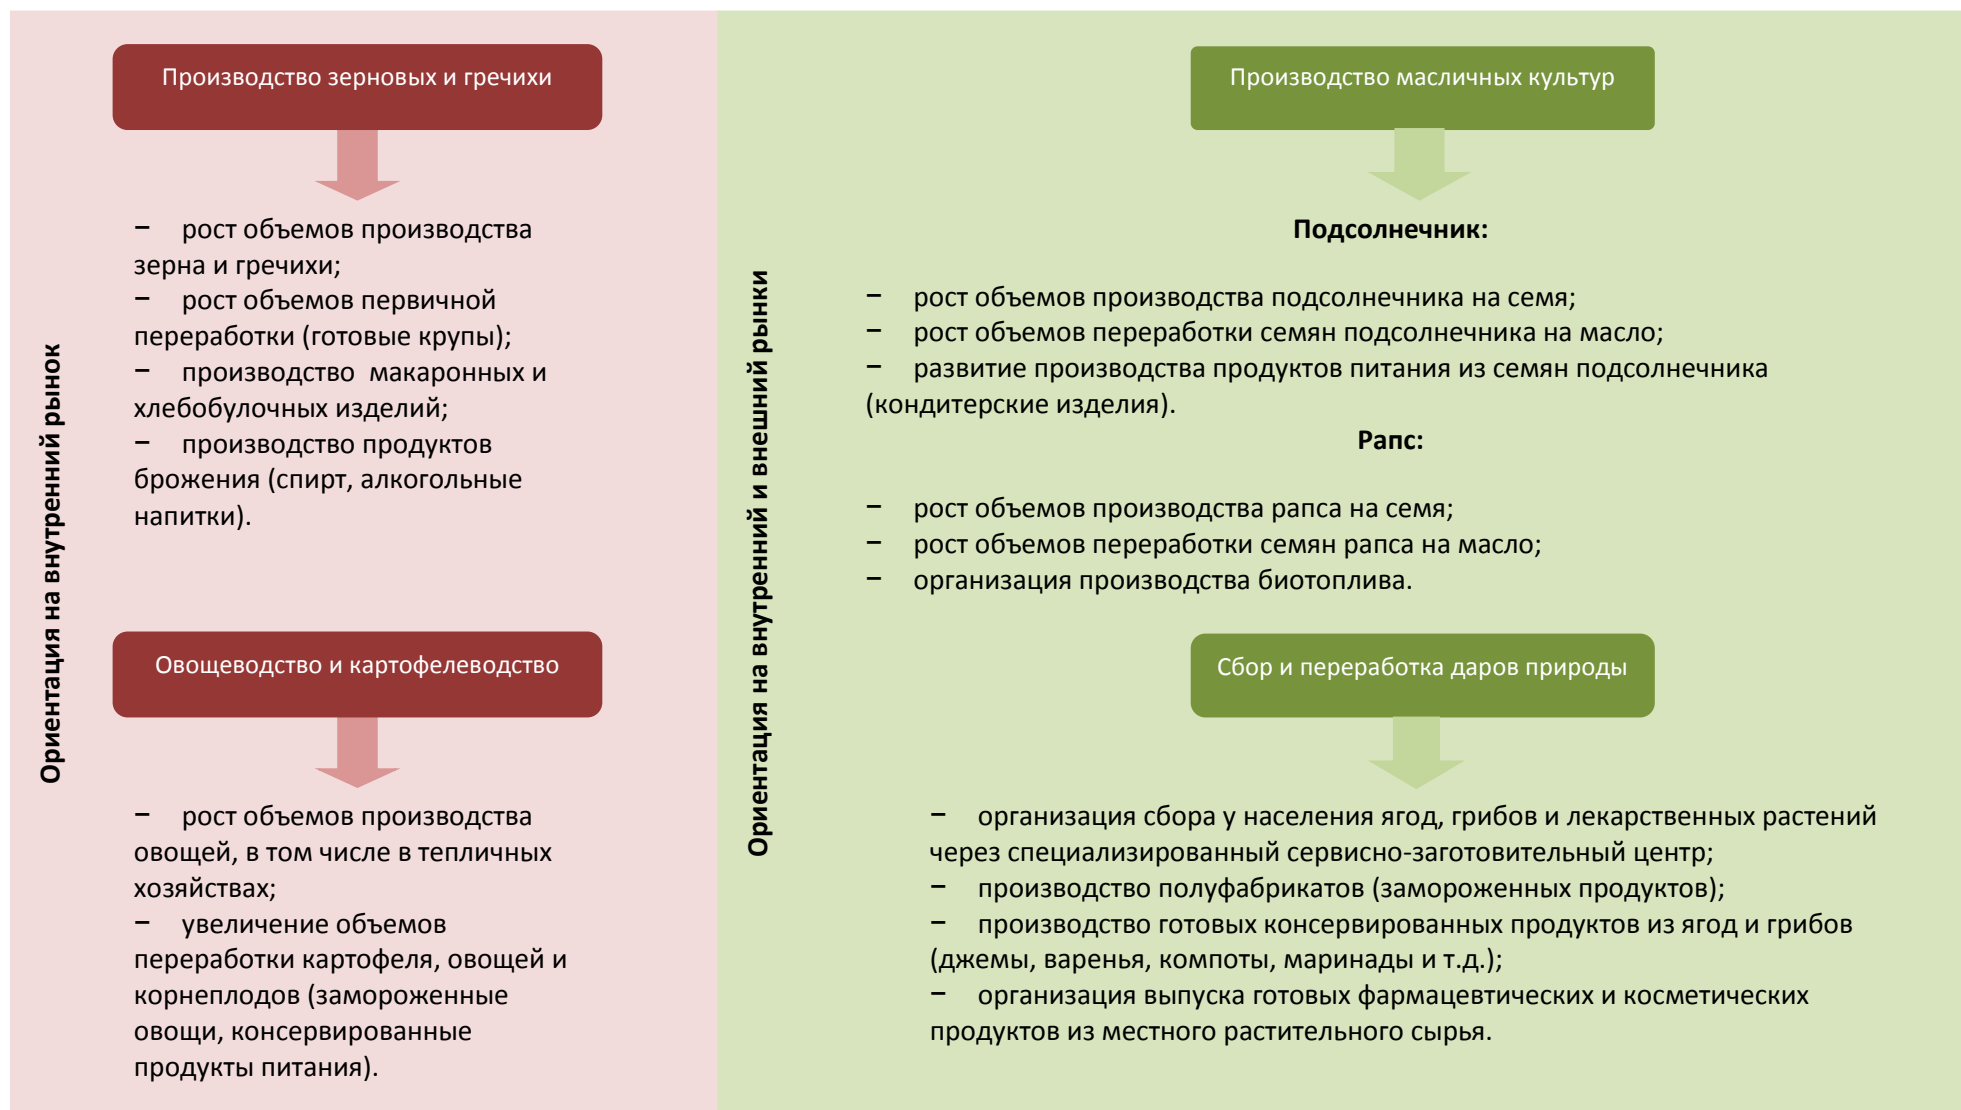 Ориентация на внутренний рынок
Производство зерновых и гречихи
− рост объемов производства
зерна и гречихи;
− рост объемов первичной
переработки (готовые крупы);
− производство макаронных и
хлебобулочных изделий;
− производство продуктов
брожения (спирт, алкогольные
напитки).
Овощеводство и картофелеводство
− рост объемов производства
овощей, в том числе в тепличных
хозяйствах;
− увеличение объемов
переработки картофеля, овощей и
корнеплодов (замороженные
овощи, консервированные
продукты питания).
Ориентация на внутренний и внешний рынки
Производство масличных культур
Подсолнечник:
− рост объемов производства подсолнечника на семя;
− рост объемов переработки семян подсолнечника на масло;
− развитие производства продуктов питания из семян подсолнечника
(кондитерские изделия).
Рапс:
− рост объемов производства рапса на семя;
− рост объемов переработки семян рапса на масло;
− организация производства биотоплива.
Сбор и переработка даров природы
− организация сбора у населения ягод, грибов и лекарственных растений
через специализированный сервисно-заготовительный центр;
− производство полуфабрикатов (замороженных продуктов);
− производство готовых консервированных продуктов из ягод и грибов
(джемы, варенья, компоты, маринады и т.д.);
− организация выпуска готовых фармацевтических и косметических
продуктов из местного растительного сырья.